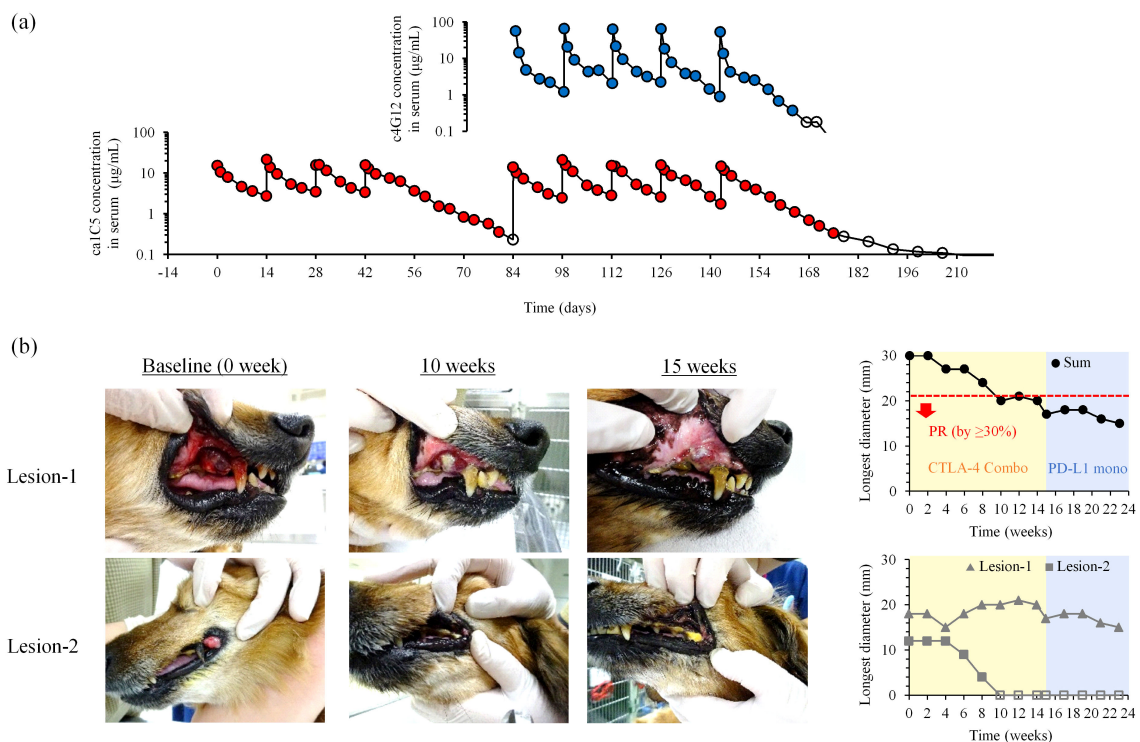 (a)
c4G12 concentration
in serum (μg/mL)
100
10
1
0.1
ca1C5 concentration
in serum (μg/mL)
100
10
1
0.1
-14 0 14 28 42 56 70 84 98 112 126 140 154 168 182 196 210
Time (days)
(b)
Baseline (0 week) 10 weeks 15 weeks
Lesion-1
Lesion-2
Longest diameter (mm)
30
20
10
0
Sum
PR (by ≥30%)
CTLA-4 Combo PD-L1 mono
0 2 4 6 8 10 12 14 16 18 20 22 24
Time (weeks)
Longest diameter (mm)
30
20
10
0
Lesion-1 Lesion-2
0 2 4 6 8 10 12 14 16 18 20 22 24
Time (weeks)